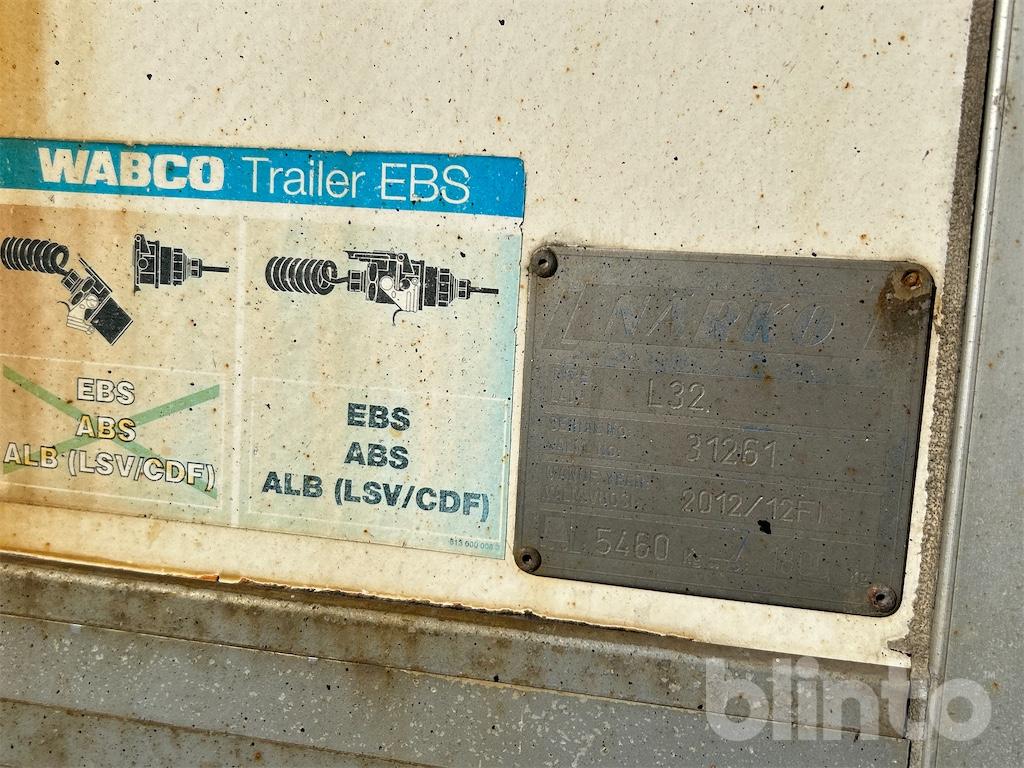 WABCO Trailer EBS
EBS
ABS
ALB (LSV/CDF)
EBS
ABS
ALB (LSV/CDF)
NARKO
L32
31261
2012/12FI
5460
blinto